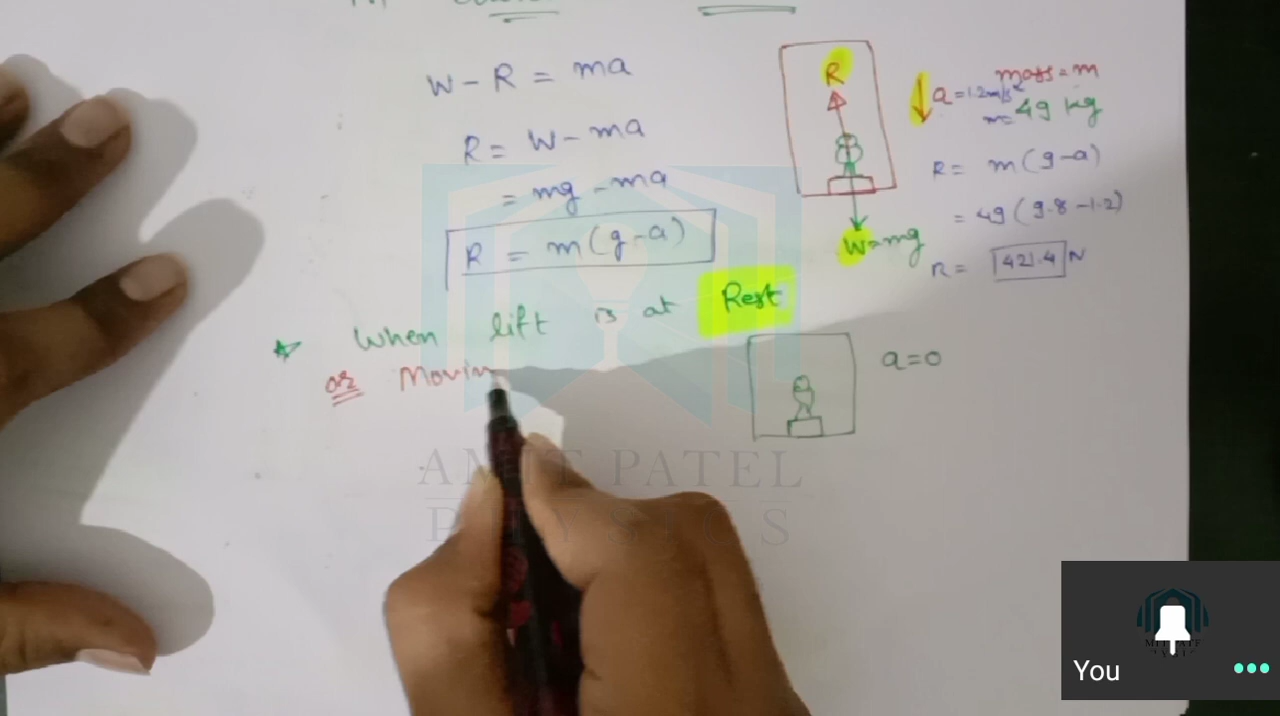 W - R = ma
R = W - ma
= mg - ma
R = m(g-a)
R
W=mg
mass = m
a = 1.2 m/s²
m= 49 kg
R = m(g-a)
= 49(9.8-1.2)
R = 421.4 N
When lift is at Rest
or Movin
a=0
AMIT PATEL
PHYSICS
You